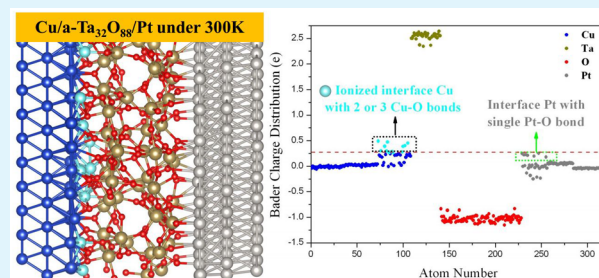 Cu/a-Ta₃₂O₈₈/Pt under 300K
Bader Charge Distribution (e)
2.5
2.0
1.5
1.0
0.5
0.0
-0.5
-1.0
-1.5
Cu
Ta
O
Pt
Ionized interface Cu
with 2 or 3 Cu-O bonds
Interface Pt with
single Pt-O bond
0 50 100 150 200 250 300
Atom Number